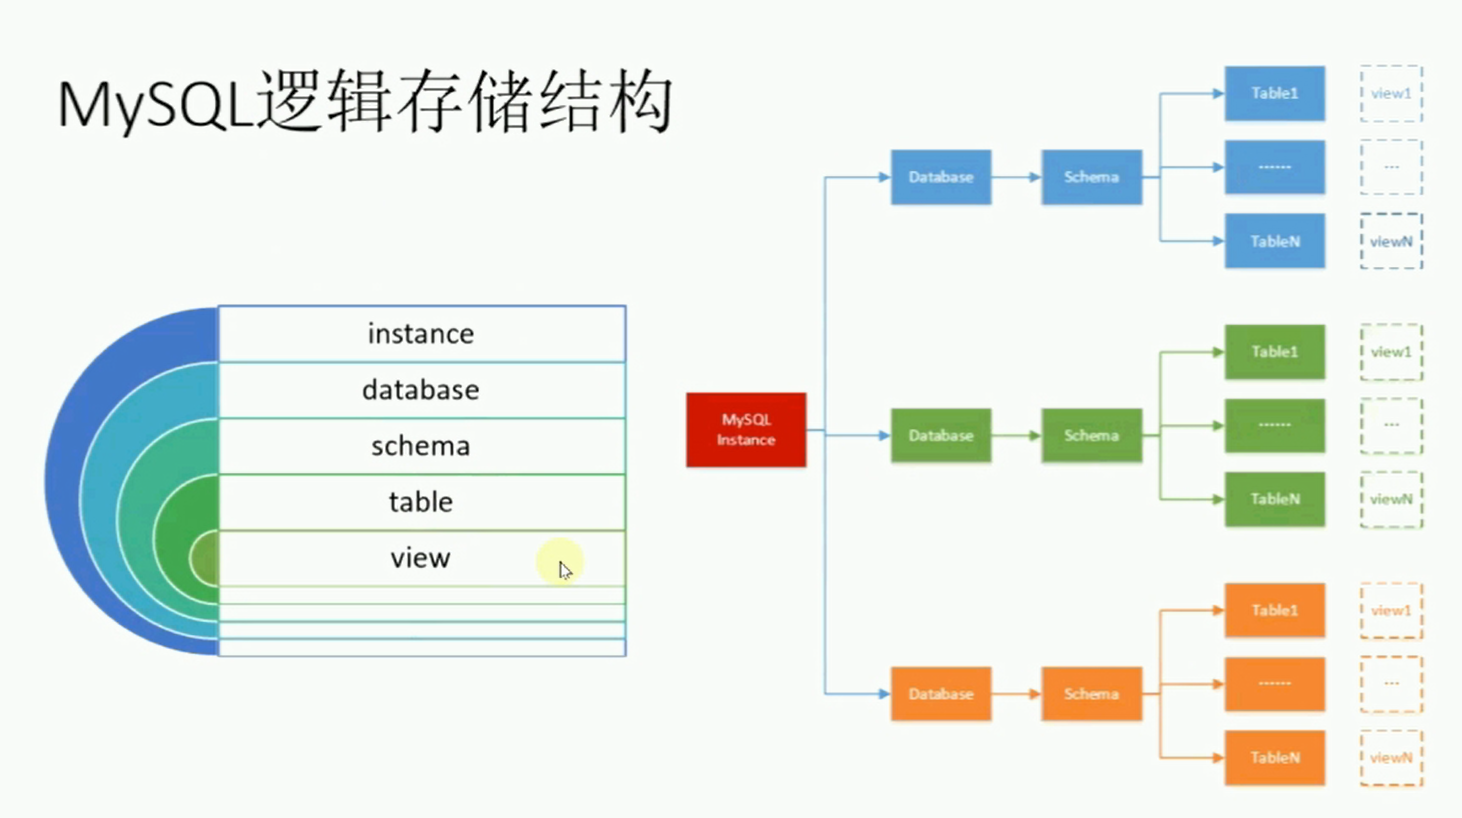 MySQL逻辑存储结构
instance
database
schema
table
view
MySQL
Instance
Database
Schema
Table1
view1
------
...
TableN
viewN
Database
Schema
Table1
view1
------
...
TableN
viewN
Database
Schema
Table1
view1
------
...
TableN
viewN